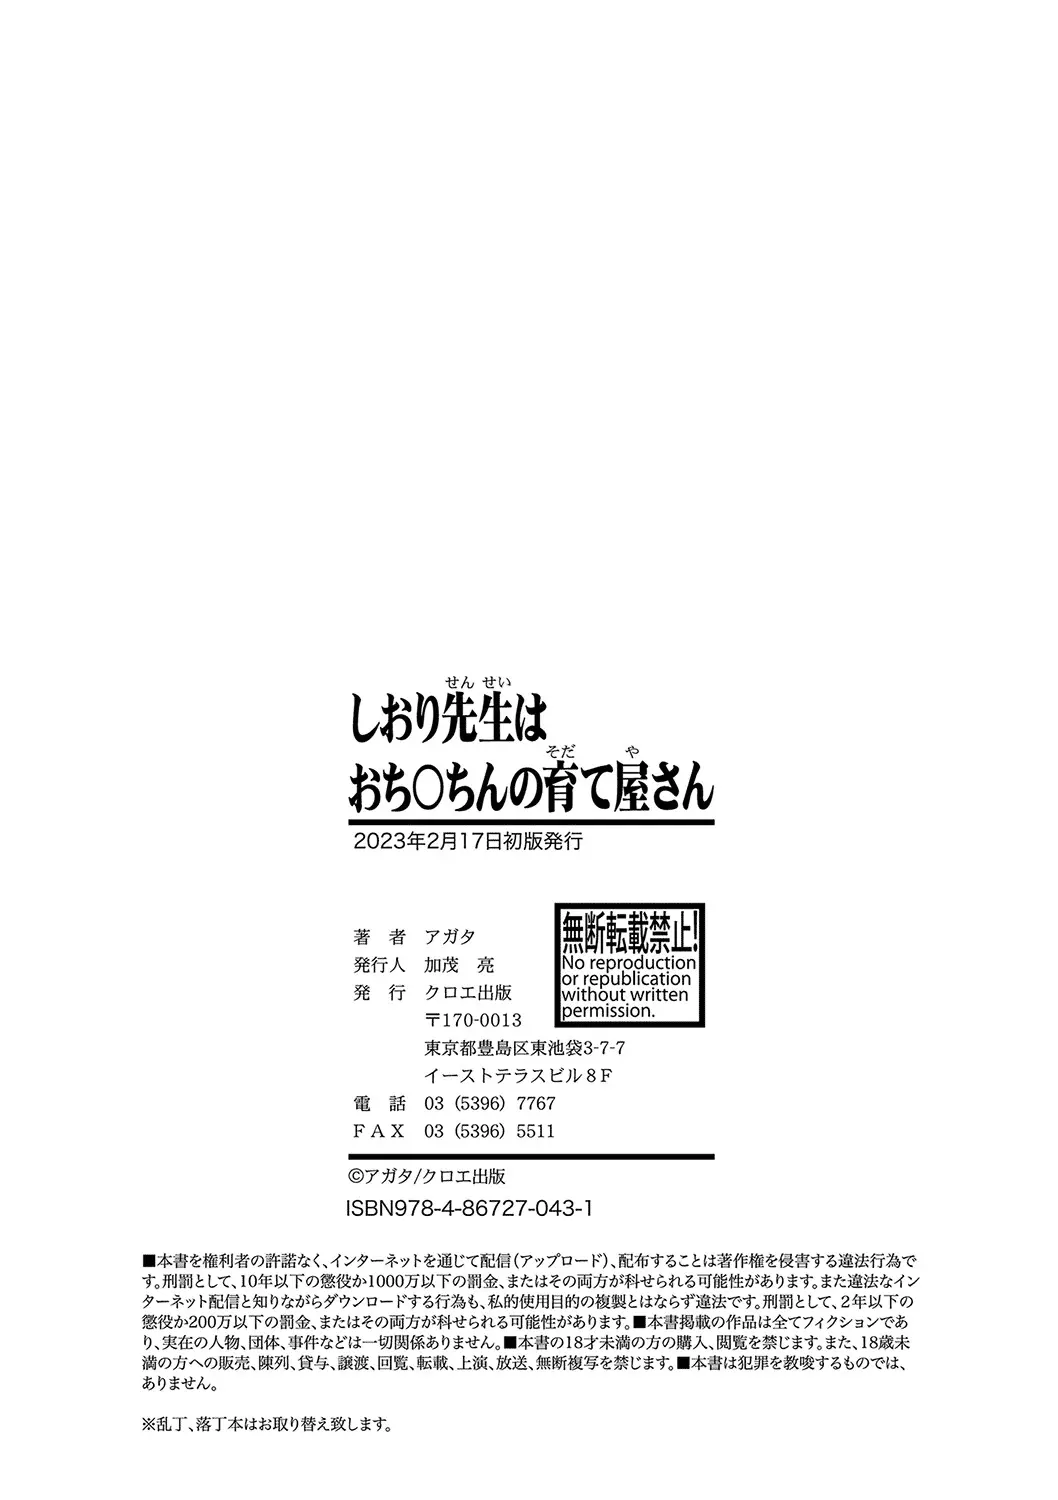 せん せい
しおり先生は
そだ や
おち○ちんの育て屋さん
2023年2月17日初版発行
著 者 アガタ
発行人 加茂 亮
発 行 クロエ出版
〒170-0013
東京都豊島区東池袋3-7-7
イーストテラスビル8F
電 話 03（5396）7767
FAX 03（5396）5511
無断転載禁止!
No reproduction
or republication
without written
permission.
©アガタ/クロエ出版
ISBN978-4-86727-043-1
■本書を権利者の許諾なく、インターネットを通じて配信（アップロード）、配布することは著作権を侵害する違法行為で
す。刑罰として、10年以下の懲役か1000万以下の罰金、またはその両方が科せられる可能性があります。また違法なイン
ターネット配信と知りながらダウンロードする行為も、私的使用目的の複製とはならず違法です。刑罰として、2年以下の
懲役か200万以下の罰金、またはその両方が科せられる可能性があります。■本書掲載の作品は全てフィクションであ
り、実在の人物、団体、事件などは一切関係ありません。■本書の18才未満の方の購入、閲覧を禁じます。また、18歳未
満の方への販売、陳列、貸与、譲渡、回覧、転載、上演、放送、無断複写を禁じます。■本書は犯罪を教唆するものでは、
ありません。
※乱丁、落丁本はお取り替え致します。